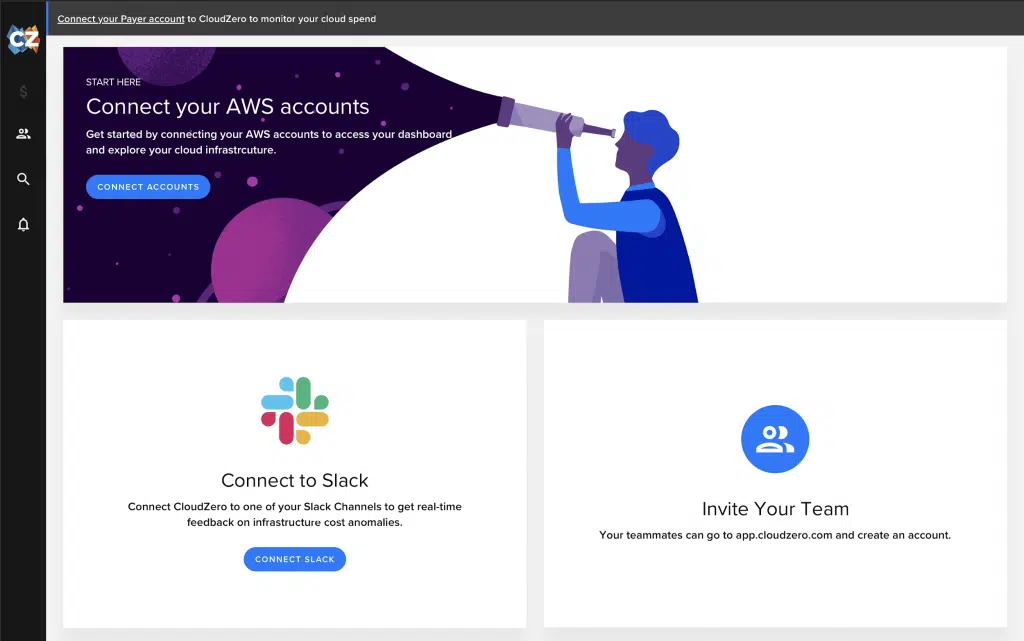 Connect your Payer account to CloudZero to monitor your cloud spend
CZ
$
START HERE
Connect your AWS accounts
Get started by connecting your AWS accounts to access your dashboard
and explore your cloud infrastrcuture.
CONNECT ACCOUNTS
Connect to Slack
Connect CloudZero to one of your Slack Channels to get real-time
feedback on infrastructure cost anomalies.
CONNECT SLACK
Invite Your Team
Your teammates can go to app.cloudzero.com and create an account.